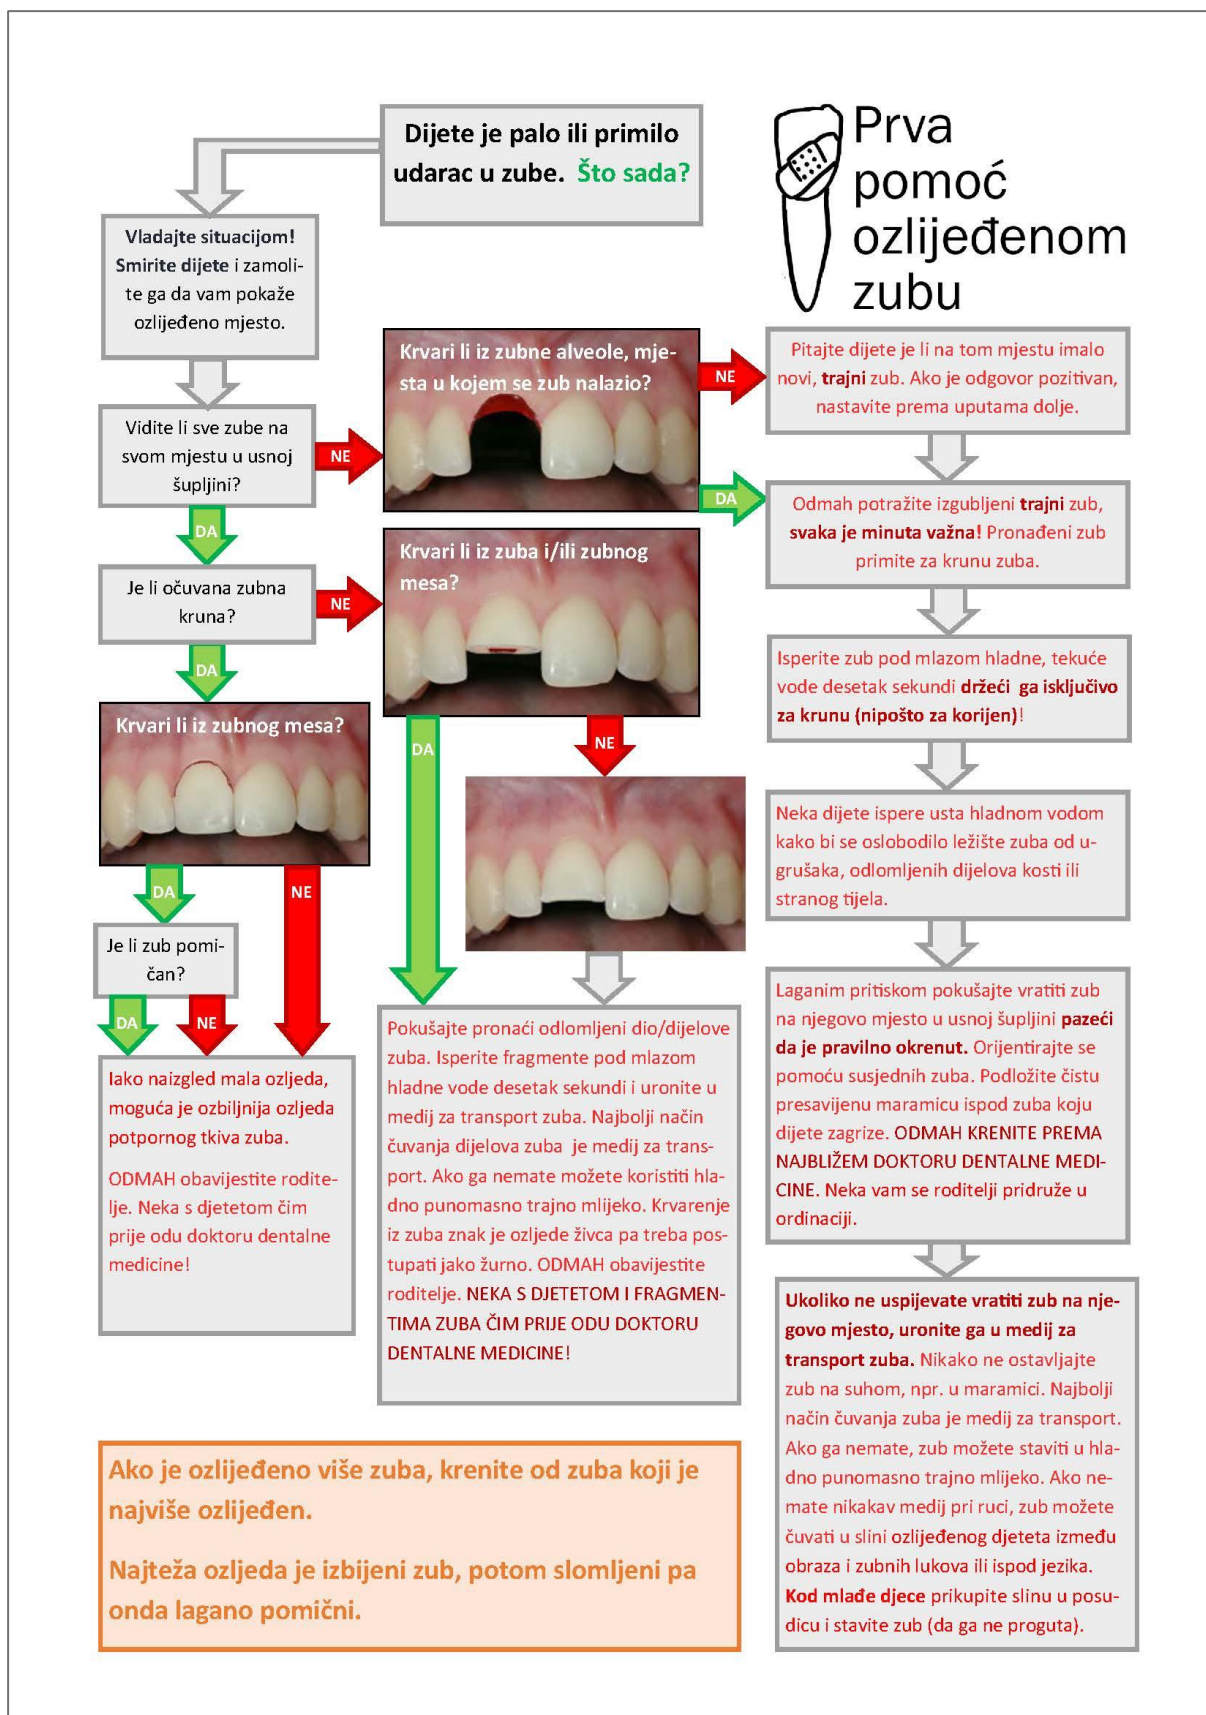 Dijete je palo ili primilo
udarac u zube. Što sada?
Prva
pomoć
ozlijeđenom
zubu
Vladajte situacijom!
Smirite dijete i zamoli-
te ga da vam pokaže
ozlijeđeno mjesto.
Vidite li sve zube na
svom mjestu u usnoj
šupljini?
NE
DA
Krvari li iz zubne alveole, mje-
sta u kojem se zub nalazio?
NE
DA
Je li očuvana zubna
kruna?
NE
DA
Krvari li iz zuba i/ili zubnog
mesa?
DA
NE
Krvari li iz zubnog mesa?
DA
NE
Je li zub pomi-
čan?
DA
NE
Iako naizgled mala ozljeda,
moguća je ozbiljnija ozljeda
potpornog tkiva zuba.
ODMAH obavijestite rodite-
lje. Neka s djetetom čim
prije odu doktoru dentalne
medicine!
Pokušajte pronaći odlomljeni dio/dijelove
zuba. Isperite fragmente pod mlazom
hladne vode desetak sekundi i uronite u
medij za transport zuba. Najbolji način
čuvanja dijelova zuba je medij za trans-
port. Ako ga nemate možete koristiti hla-
dno punomasno trajno mlijeko. Krvarenje
iz zuba znak je ozljede živca pa treba pos-
tupati jako žurno. ODMAH obavijestite
roditelje. NEKA S DJETETOM I FRAGMEN-
TIMA ZUBA ČIM PRIJE ODU DOKTORU
DENTALNE MEDICINE!
Pitajte dijete je li na tom mjestu imalo
novi, trajni zub. Ako je odgovor pozitivan,
nastavite prema uputama dolje.
Odmah potražite izgubljeni trajni zub,
svaka je minuta važna! Pronađeni zub
primite za krunu zuba.
Isperite zub pod mlazom hladne, tekuće
vode desetak sekundi držeći ga isključivo
za krunu (nipošto za korijen)!
Neka dijete ispere usta hladnom vodom
kako bi se oslobodilo ležište zuba od u-
grušaka, odlomljenih dijelova kosti ili
stranog tijela.
Laganim pritiskom pokušajte vratiti zub
na njegovo mjesto u usnoj šupljini pazeći
da je pravilno okrenut. Orijentirajte se
pomoću susjednih zuba. Podložite čistu
presavijenu maramicu ispod zuba koju
dijete zagrize. ODMAH KRENITE PREMA
NAJBLIŽEM DOKTORU DENTALNE MEDI-
CINE. Neka vam se roditelji pridruže u
ordinaciji.
Ukoliko ne uspijevate vratiti zub na nje-
govo mjesto, uronite ga u medij za
transport zuba. Nikako ne ostavljajte
zub na suhom, npr. u maramici. Najbolji
način čuvanja zuba je medij za transport.
Ako ga nemate, zub možete staviti u hla-
dno punomasno trajno mlijeko. Ako ne-
mate nikakav medij pri ruci, zub možete
čuvati u slini ozlijeđenog djeteta između
obraza i zubnih lukova ili ispod jezika.
Kod mlađe djece prikupite slinu u posu-
dicu i stavite zub (da ga ne proguta).
Ako je ozlijeđeno više zuba, krenite od zuba koji je
najviše ozlijeđen.
Najteža ozljeda je izbijeni zub, potom slomljeni pa
onda lagano pomični.